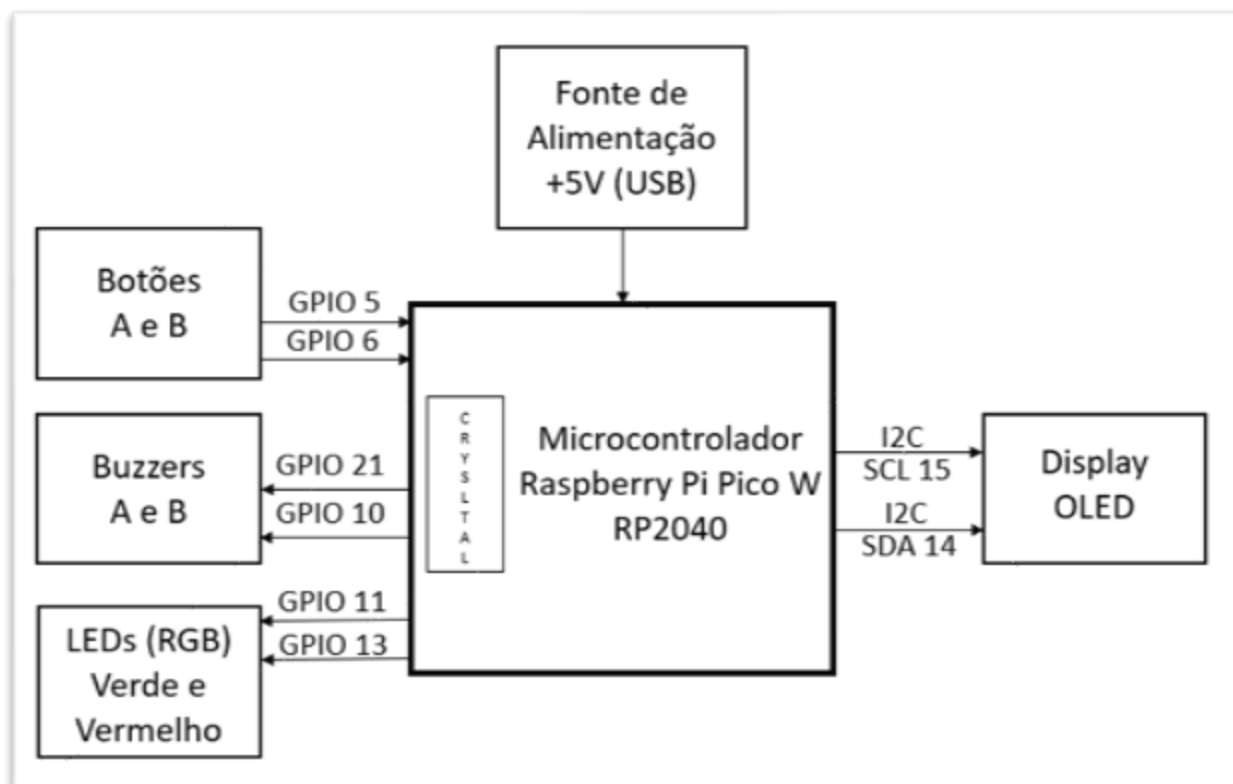 Fonte de
Alimentação
+5V (USB)
Botões
A e B
GPIO 5
GPIO 6
Buzzers
A e B
GPIO 21
GPIO 10
LEDs (RGB)
Verde e
Vermelho
GPIO 11
GPIO 13
C
R
Y
S
L
T
A
L
Microcontrolador
Raspberry Pi Pico W
RP2040
I2C
SCL 15
I2C
SDA 14
Display
OLED